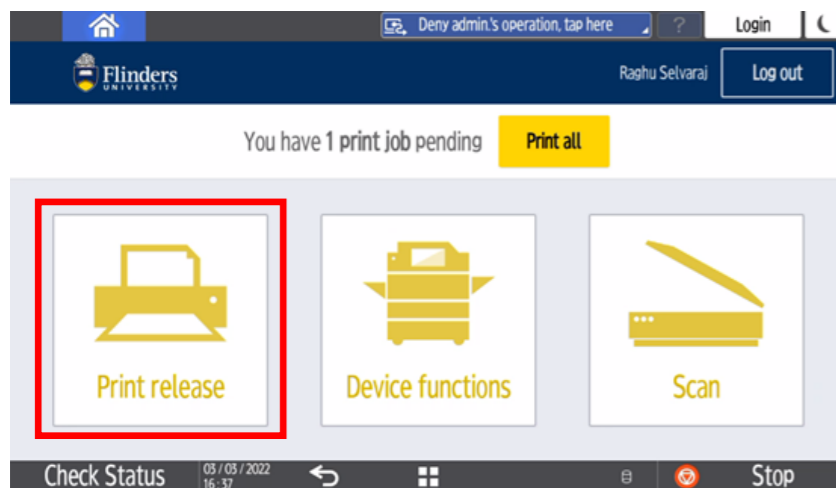 Deny admin.'s operation, tap here ? Login
Flinders
UNIVERSITY
Raghu Selvaraj Log out
You have 1 print job pending Print all
Print release Device functions Scan
Check Status 03 / 03 / 2022
16 : 37
Stop